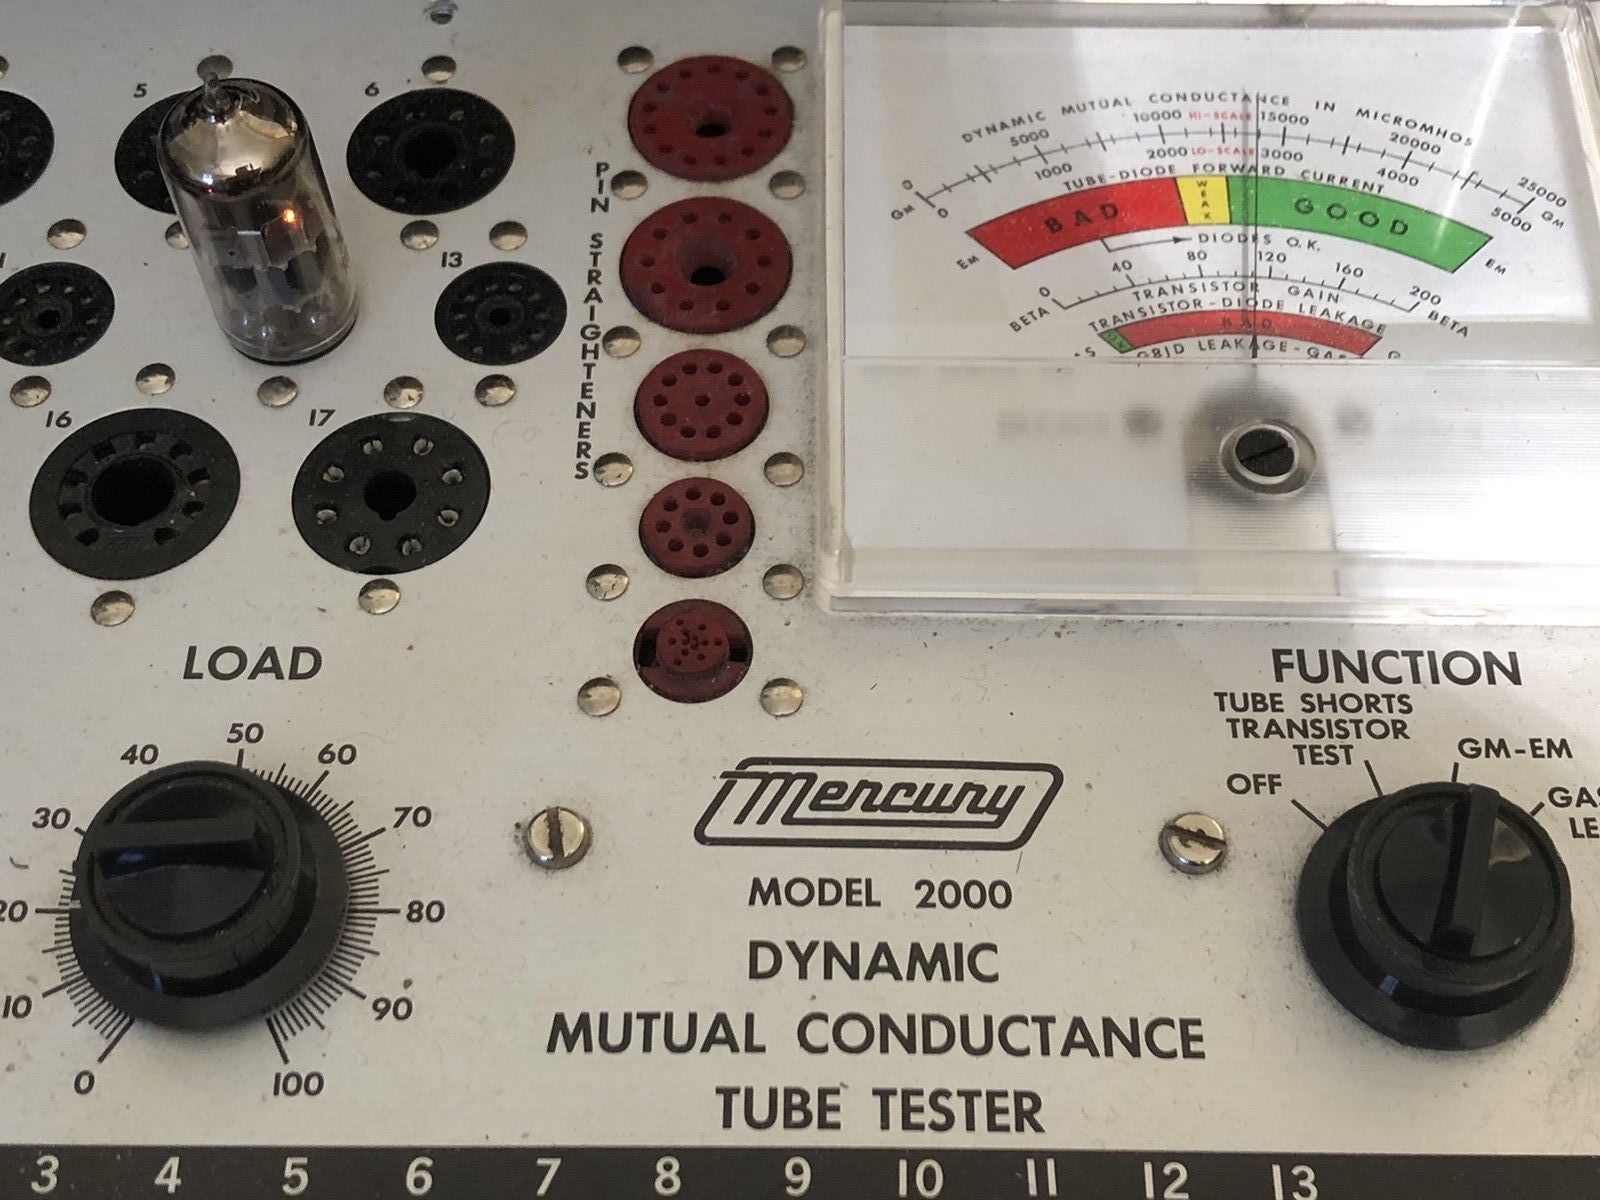 5
6
13
16
17
PIN STRAIGHTENERS
DYNAMIC MUTUAL CONDUCTANCE IN MICROMHOS
0 5000 10000 HI-SCALE 15000 20000 25000
GM GM
0 1000 2000 LO-SCALE 3000 4000 5000
TUBE-DIODE FORWARD CURRENT
BAD WEAK GOOD
EM EM
DIODES O.K.
0 40 80 120 160 200
BETA TRANSISTOR GAIN BETA
TRANSISTOR-DIODE LEAKAGE
BAD
GRID LEAKAGE-GAS
LOAD
0 10 20 30 40 50 60 70 80 90 100
FUNCTION
TUBE SHORTS
TRANSISTOR
TEST
OFF
GM-EM
GAS
LE
Mercury
MODEL 2000
DYNAMIC
MUTUAL CONDUCTANCE
TUBE TESTER
3 4 5 6 7 8 9 10 11 12 13